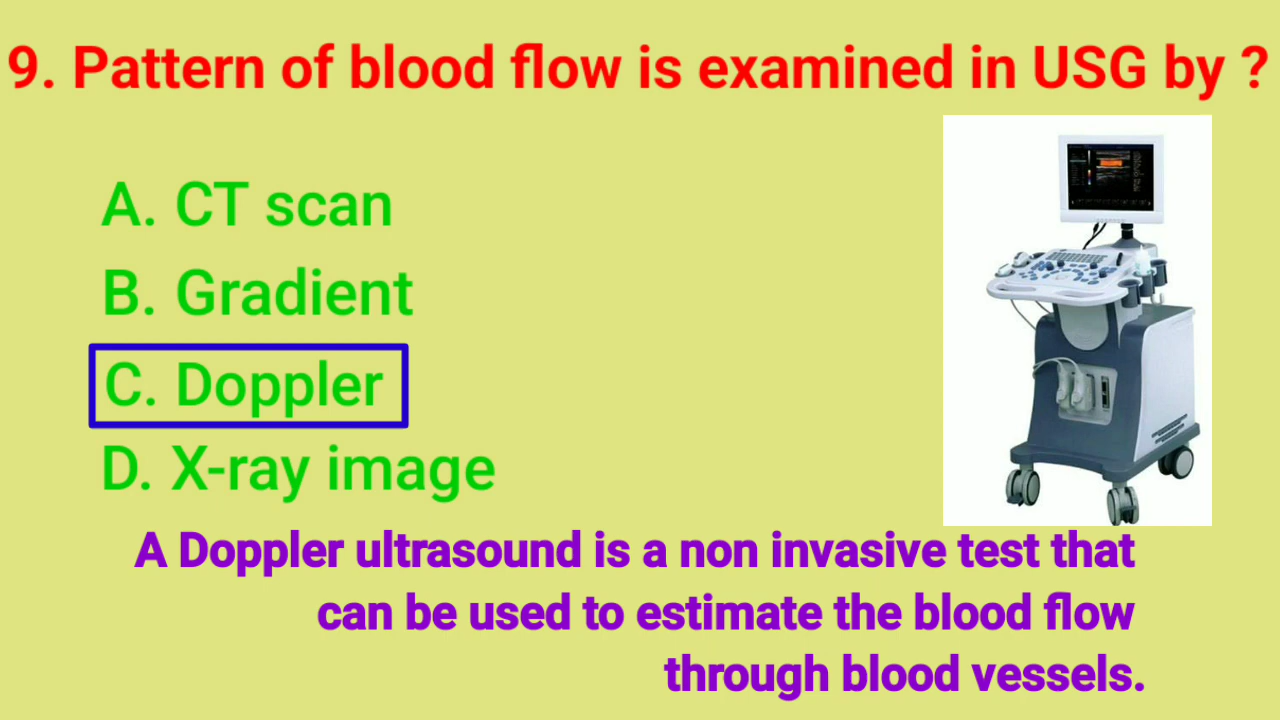 9. Pattern of blood flow is examined in USG by ?
A. CT scan
B. Gradient
C. Doppler
D. X-ray image
A Doppler ultrasound is a non invasive test that
can be used to estimate the blood flow
through blood vessels.